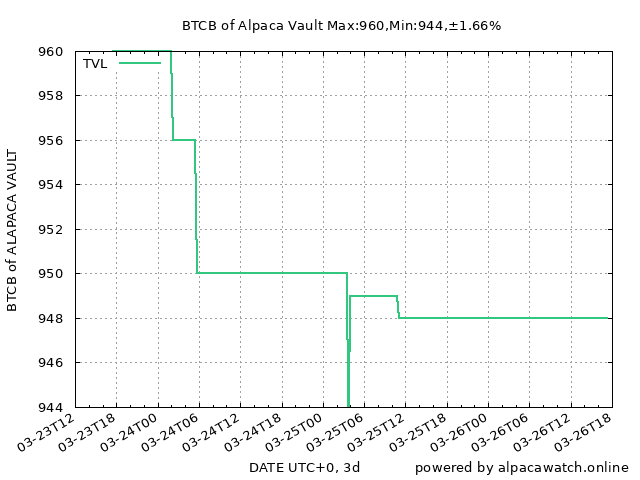 BTCB of Alpaca Vault Max:960,Min:944,±1.66%
TVL
960
958
956
954
952
950
948
946
944
BTCB of ALAPACA VAULT
03-23T12
03-23T18
03-24T00
03-24T06
03-24T12
03-24T18
03-25T00
03-25T06
03-25T12
03-25T18
03-26T00
03-26T06
03-26T12
03-26T18
DATE UTC+0, 3d
powered by alpacawatch.online